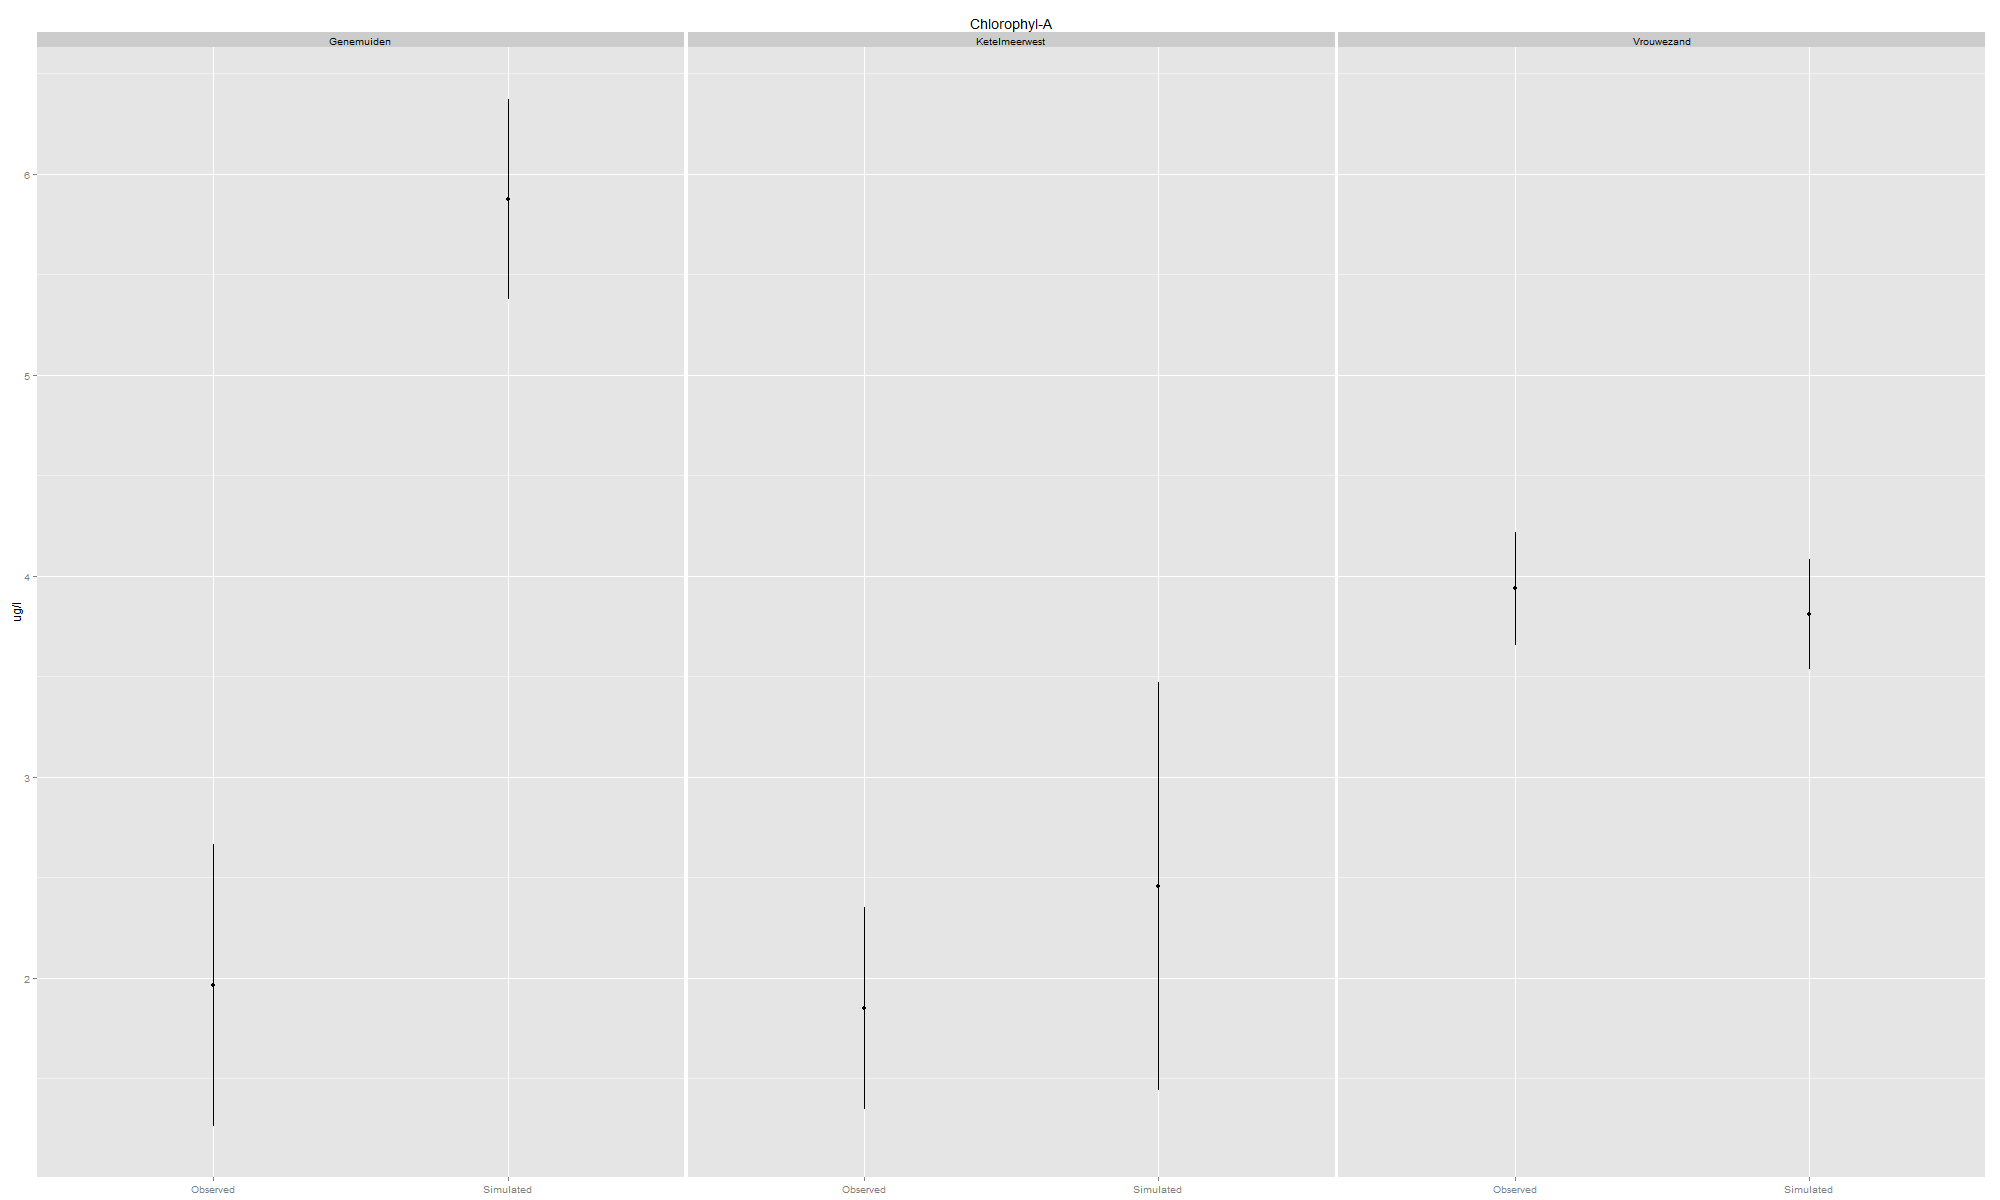 Chlorophyl-A
Genemuiden
Ketelmeerwest
Vrouwezand
ug/l
6
5
4
3
2
Observed
Simulated
Observed
Simulated
Observed
Simulated